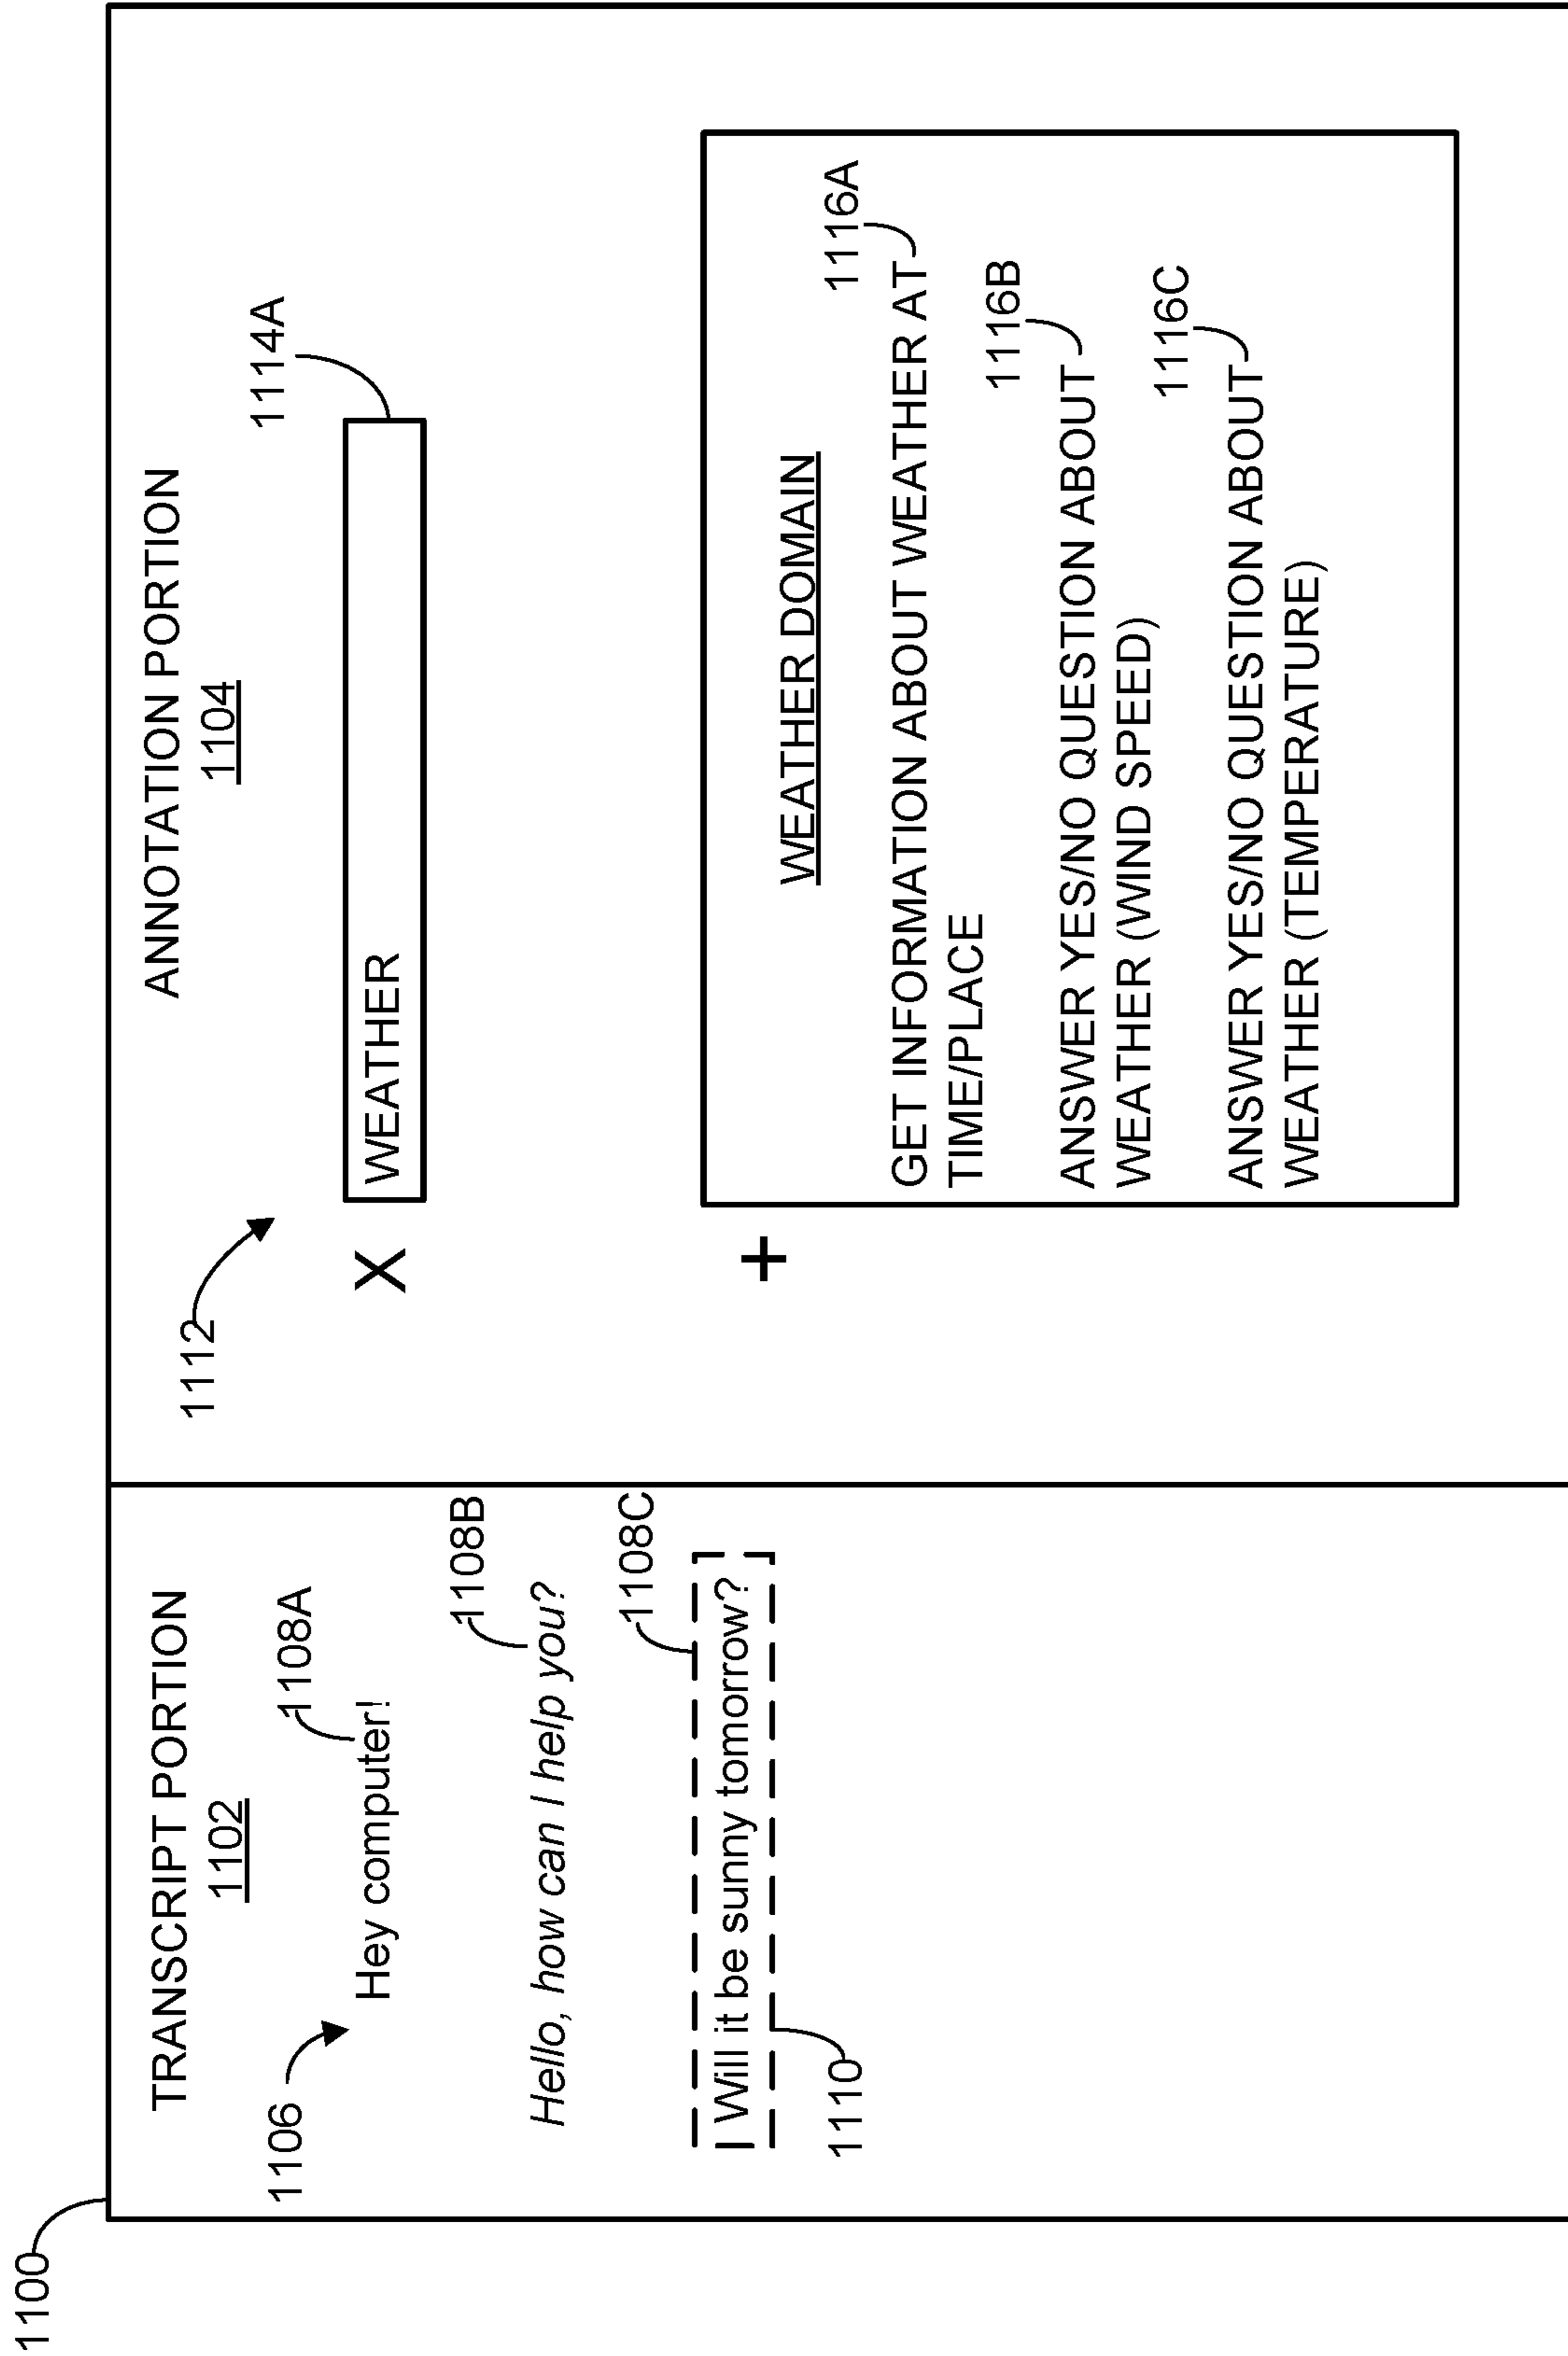 1100
TRANSCRIPT PORTION
1102
1106
1108A
Hey computer!
1108B
Hello, how can I help you?
1108C
Will it be sunny tomorrow?
1110
ANNOTATION PORTION
1104
1112
1114A
X
WEATHER
+
WEATHER DOMAIN
1116A
GET INFORMATION ABOUT WEATHER AT
TIME/PLACE
1116B
ANSWER YES/NO QUESTION ABOUT
WEATHER (WIND SPEED)
1116C
ANSWER YES/NO QUESTION ABOUT
WEATHER (TEMPERATURE)